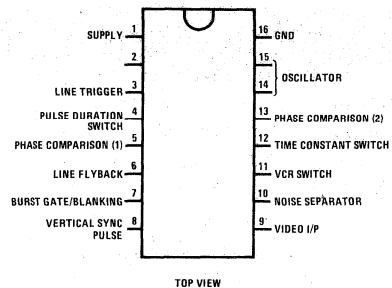 SUPPLY 1
16 GND
2
15
OSCILLATOR
LINE TRIGGER 3
14
PULSE DURATION
SWITCH
4
13 PHASE COMPARISON (2)
PHASE COMPARISON (1) 5
12 TIME CONSTANT SWITCH
LINE FLYBACK 6
11 VCR SWITCH
BURST GATE/BLANKING 7
10 NOISE SEPARATOR
VERTICAL SYNC
PULSE
8
9 VIDEO I/P
TOP VIEW